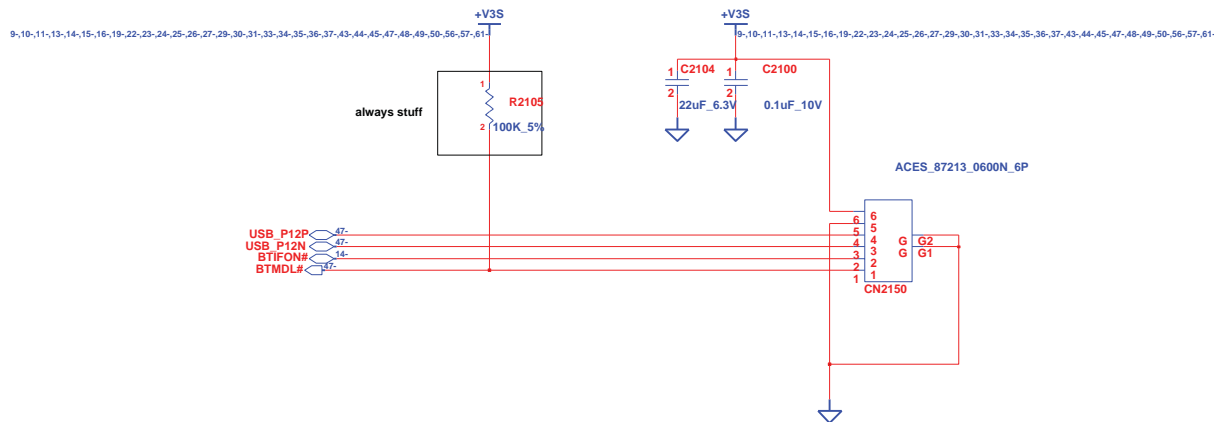 +V3S
+V3S
9-,10-,11-,13-,14-,15-,16-,19-,22-,23-,24-,25-,26-,27-,29-,30-,31-,33-,34-,35-,36-,37-,43-,44-,45-,47-,48-,49-,50-,56-,57-,61-
9-,10-,11-,13-,14-,15-,16-,19-,22-,23-,24-,25-,26-,27-,29-,30-,31-,33-,34-,35-,36-,37-,43-,44-,45-,47-,48-,49-,50-,56-,57-,61-
always stuff
1
R2105
2
100K_5%
1
C2104
2
22uF_6.3V
1
C2100
2
0.1uF_10V
ACES_87213_0600N_6P
USB_P12P
47-
USB_P12N
47-
BTIFON#
14-
BTMDL#
47-
6
5
4
3
2
1
6
5
4
3
2
1
G
G2
G
G1
CN2150